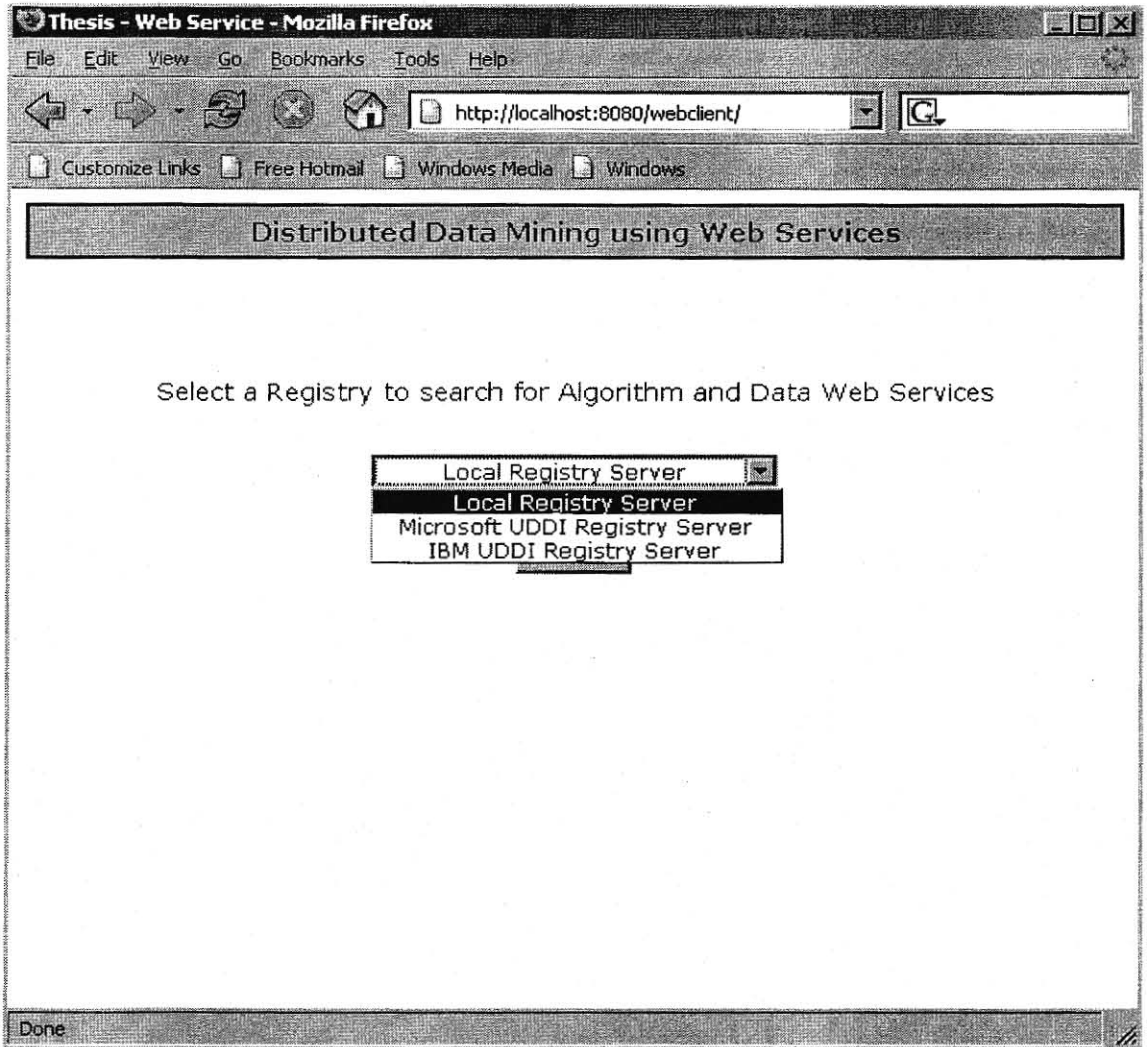 Thesis - Web Service - Mozilla Firefox
File Edit View Go Bookmarks Tools Help
http://localhost:8080/webclient/
G
Customize Links Free Hotmail Windows Media Windows
Distributed Data Mining using Web Services
Select a Registry to search for Algorithm and Data Web Services
Local Registry Server
Local Registry Server
Microsoft UDDI Registry Server
IBM UDDI Registry Server
Done